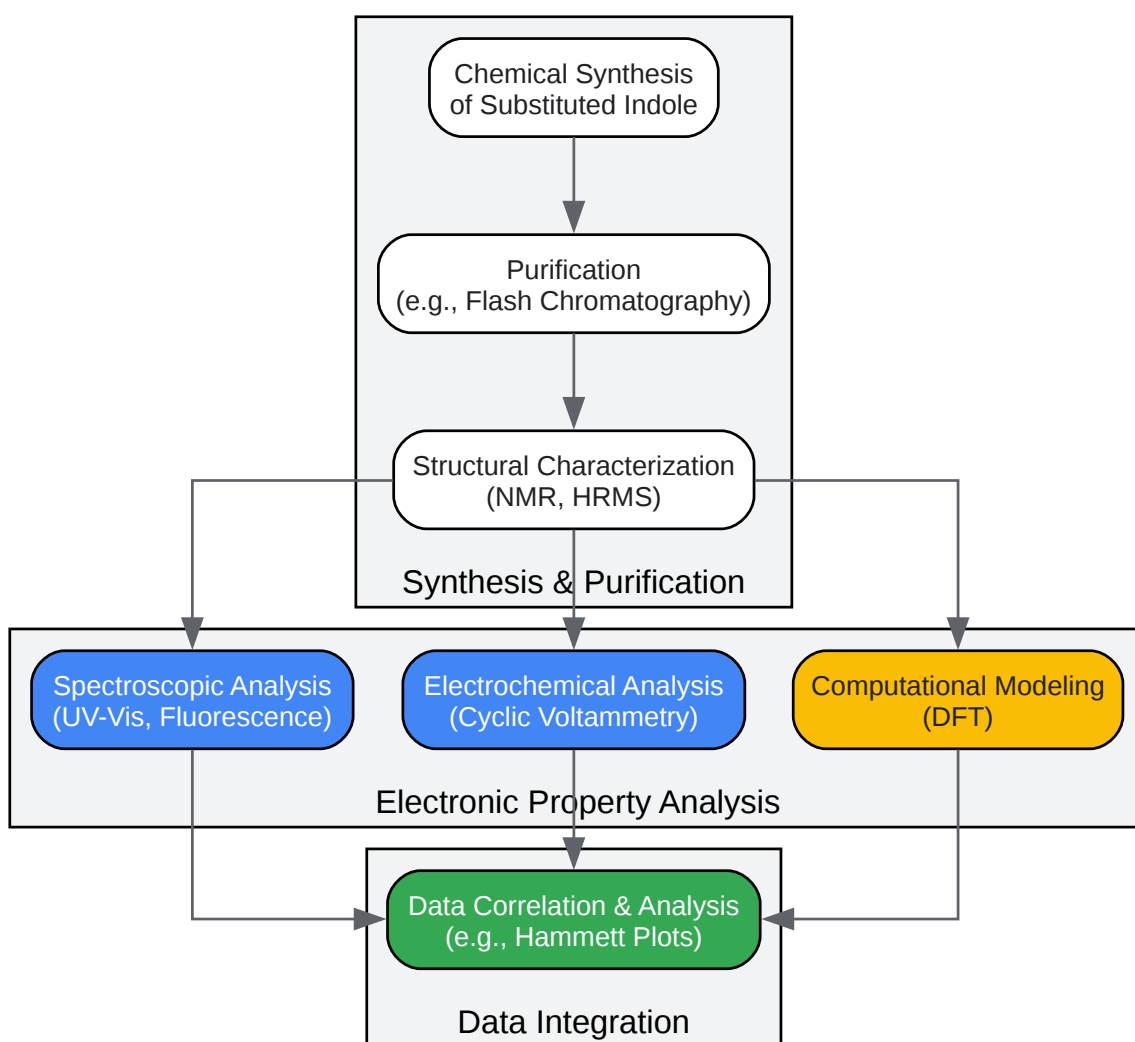 Chemical Synthesis
of Substituted Indole
Purification
(e.g., Flash Chromatography)
Structural Characterization
(NMR, HRMS)
Synthesis & Purification
Spectroscopic Analysis
(UV-Vis, Fluorescence)
Electrochemical Analysis
(Cyclic Voltammetry)
Computational Modeling
(DFT)
Electronic Property Analysis
Data Correlation & Analysis
(e.g., Hammett Plots)
Data Integration